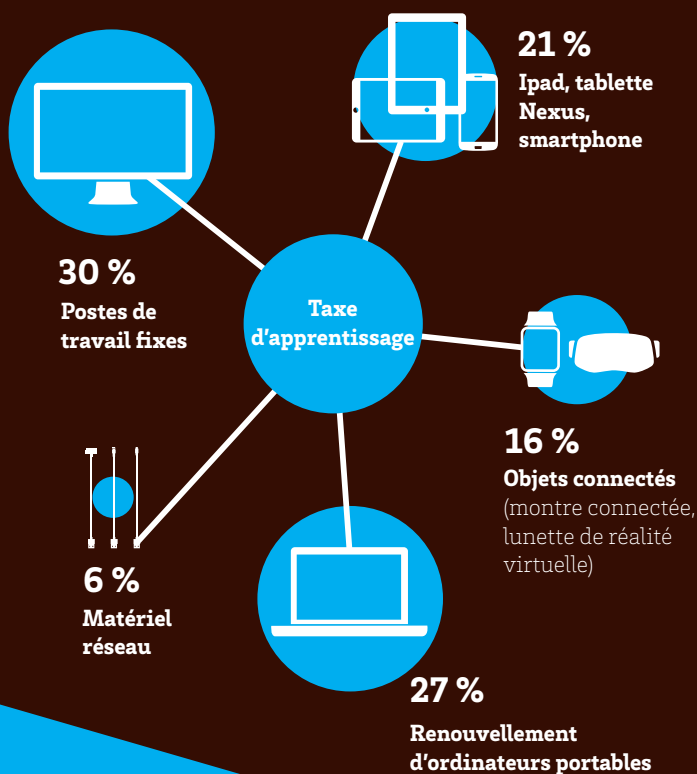 21 %
Ipad, tablette
Nexus,
smartphone
30 %
Postes de
travail fixes
Taxe
d'apprentissage
16 %
Objets connectés
(montre connectée,
lunette de réalité
virtuelle)
6 %
Matériel
réseau
27 %
Renouvellement
d'ordinateurs portables